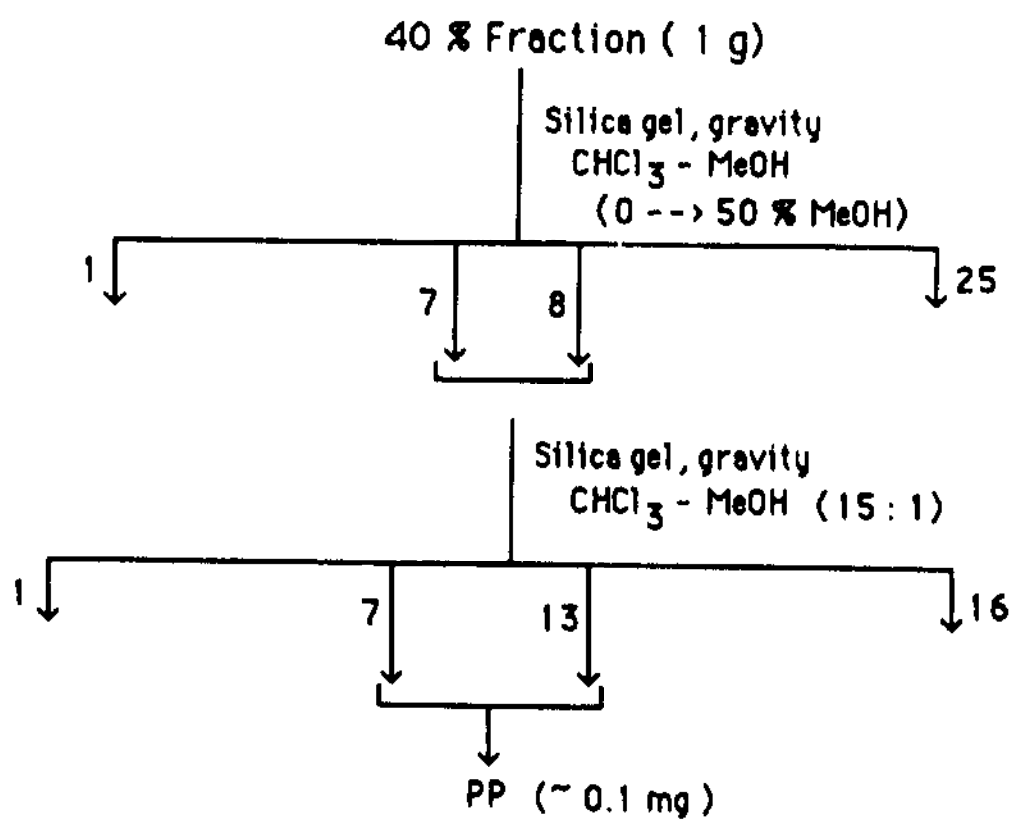 40 % Fraction ( 1 g)
Silica gel, gravity
CHCl3 - MeOH
(0 --> 50 % MeOH)
1
7
8
25
Silica gel, gravity
CHCl3 - MeOH (15 : 1)
1
7
13
16
PP (~ 0.1 mg )